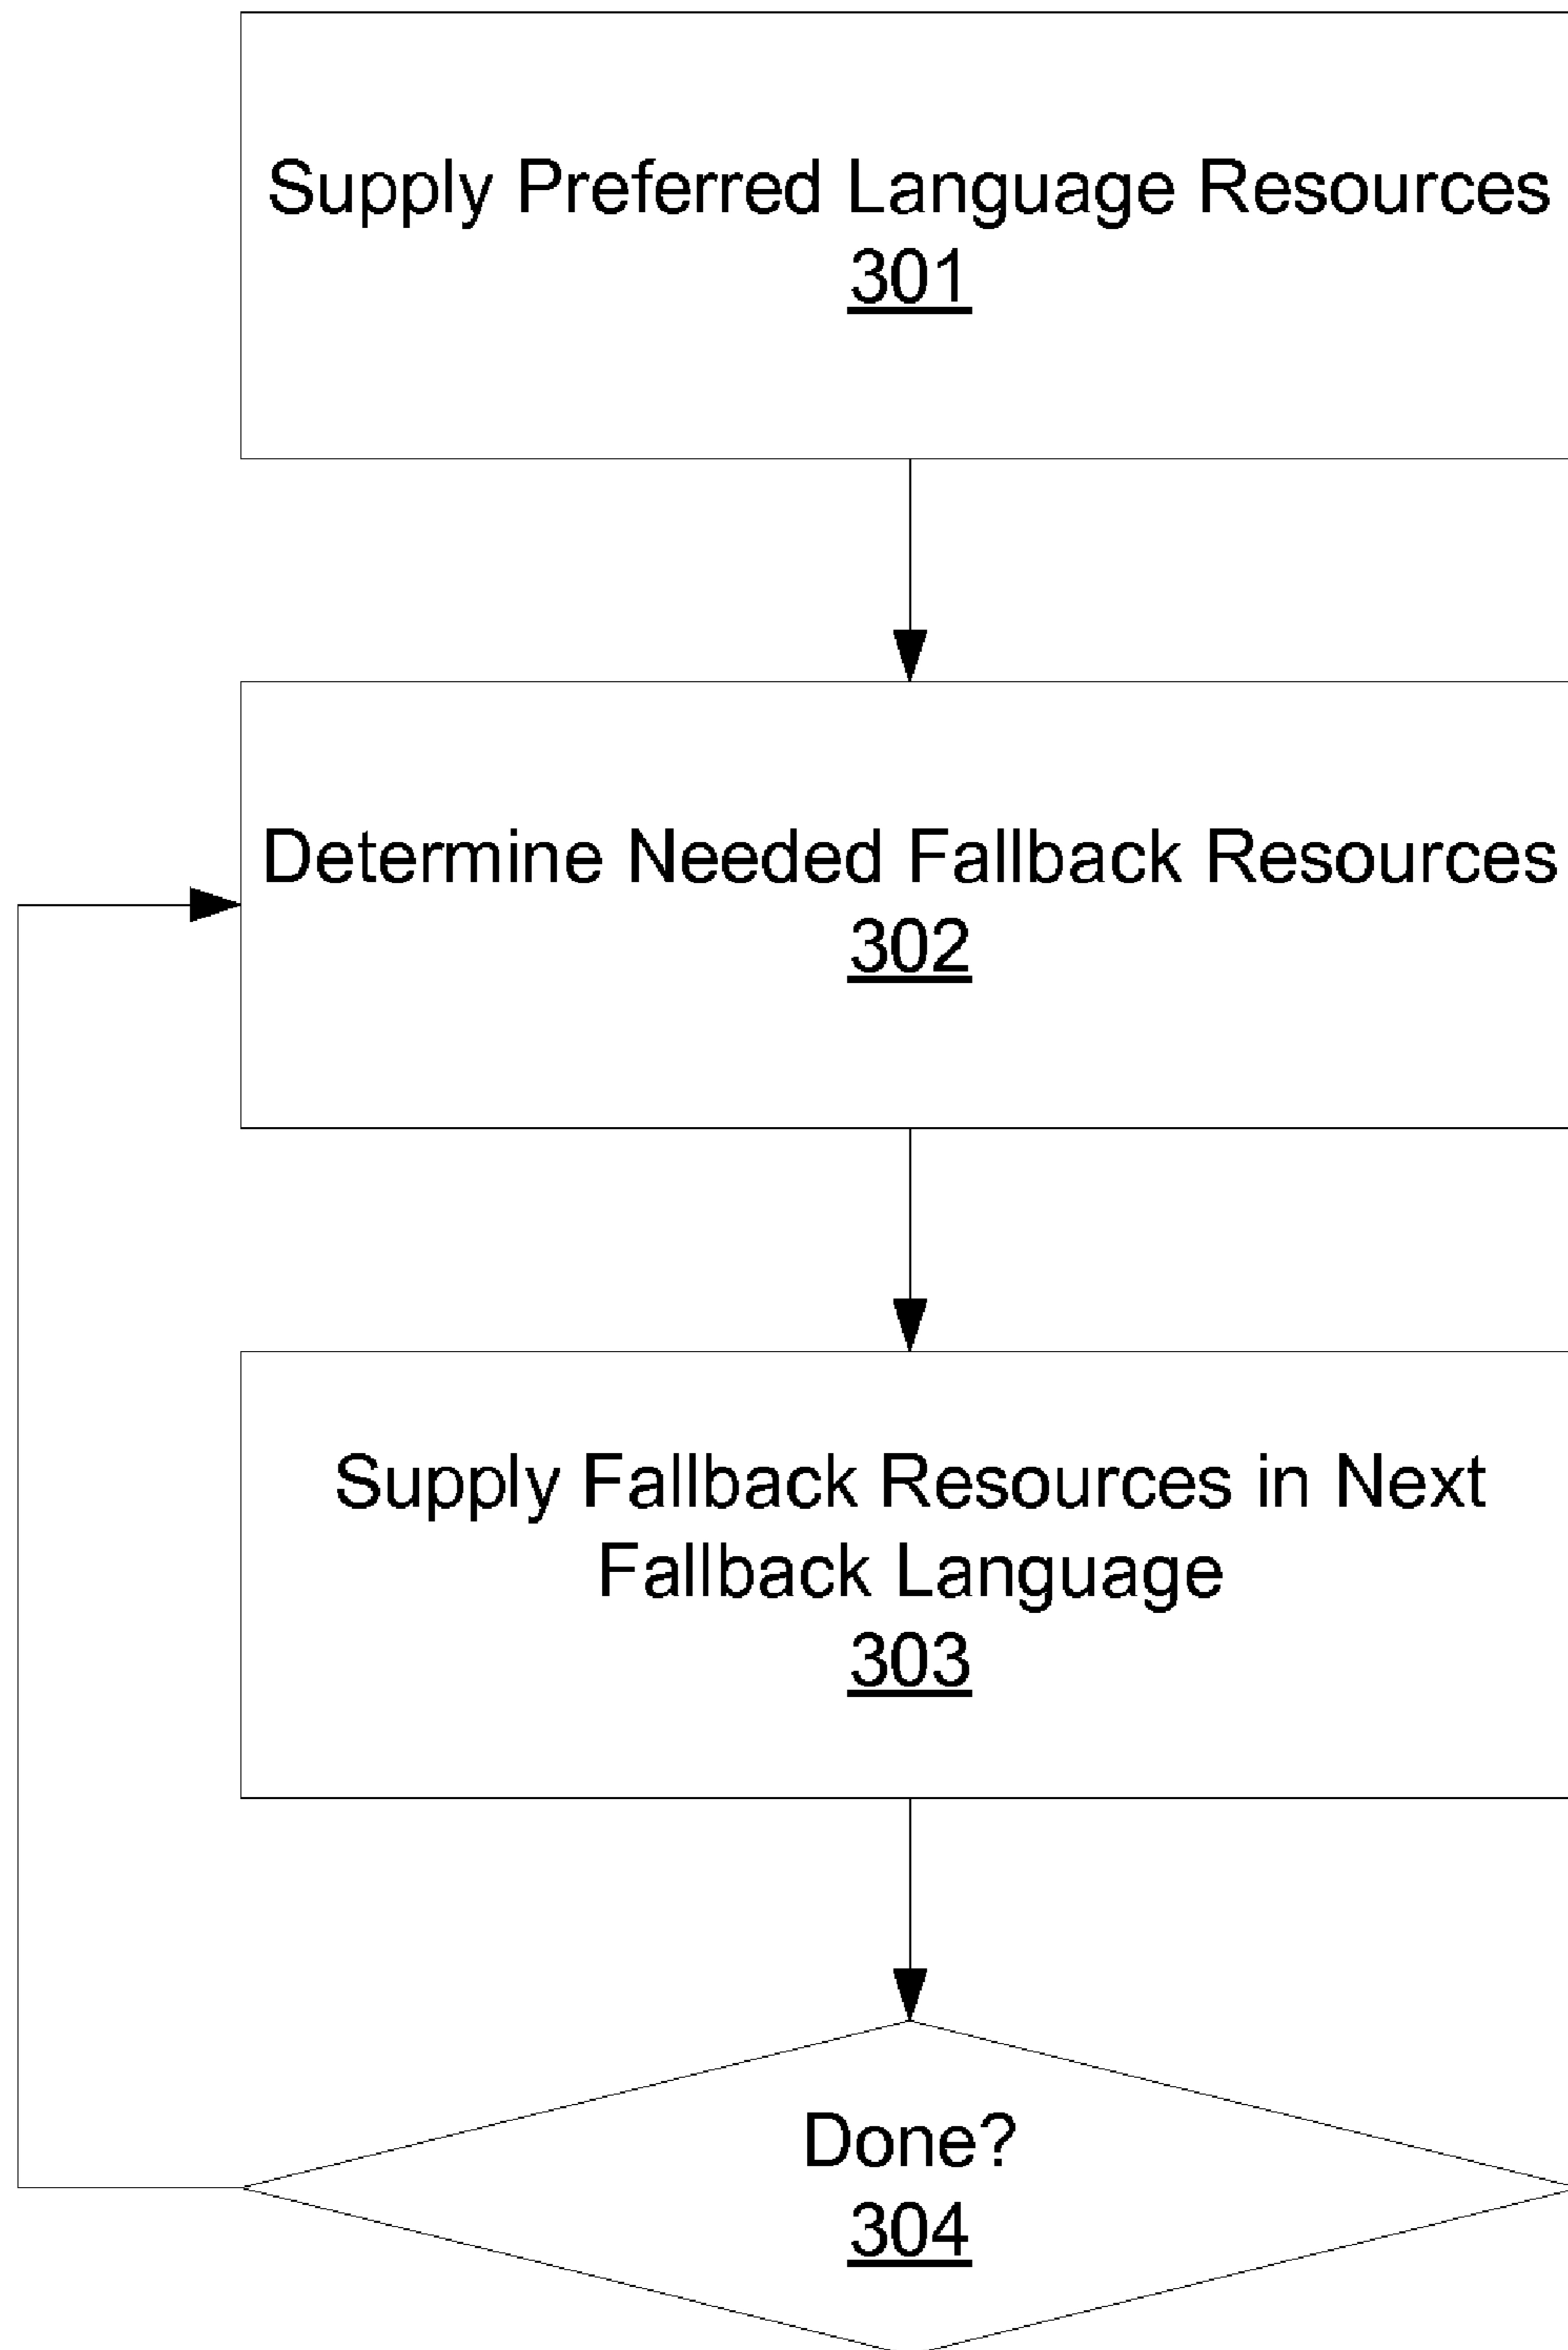 Supply Preferred Language Resources
301
Determine Needed Fallback Resources
302
Supply Fallback Resources in Next
Fallback Language
303
Done?
304